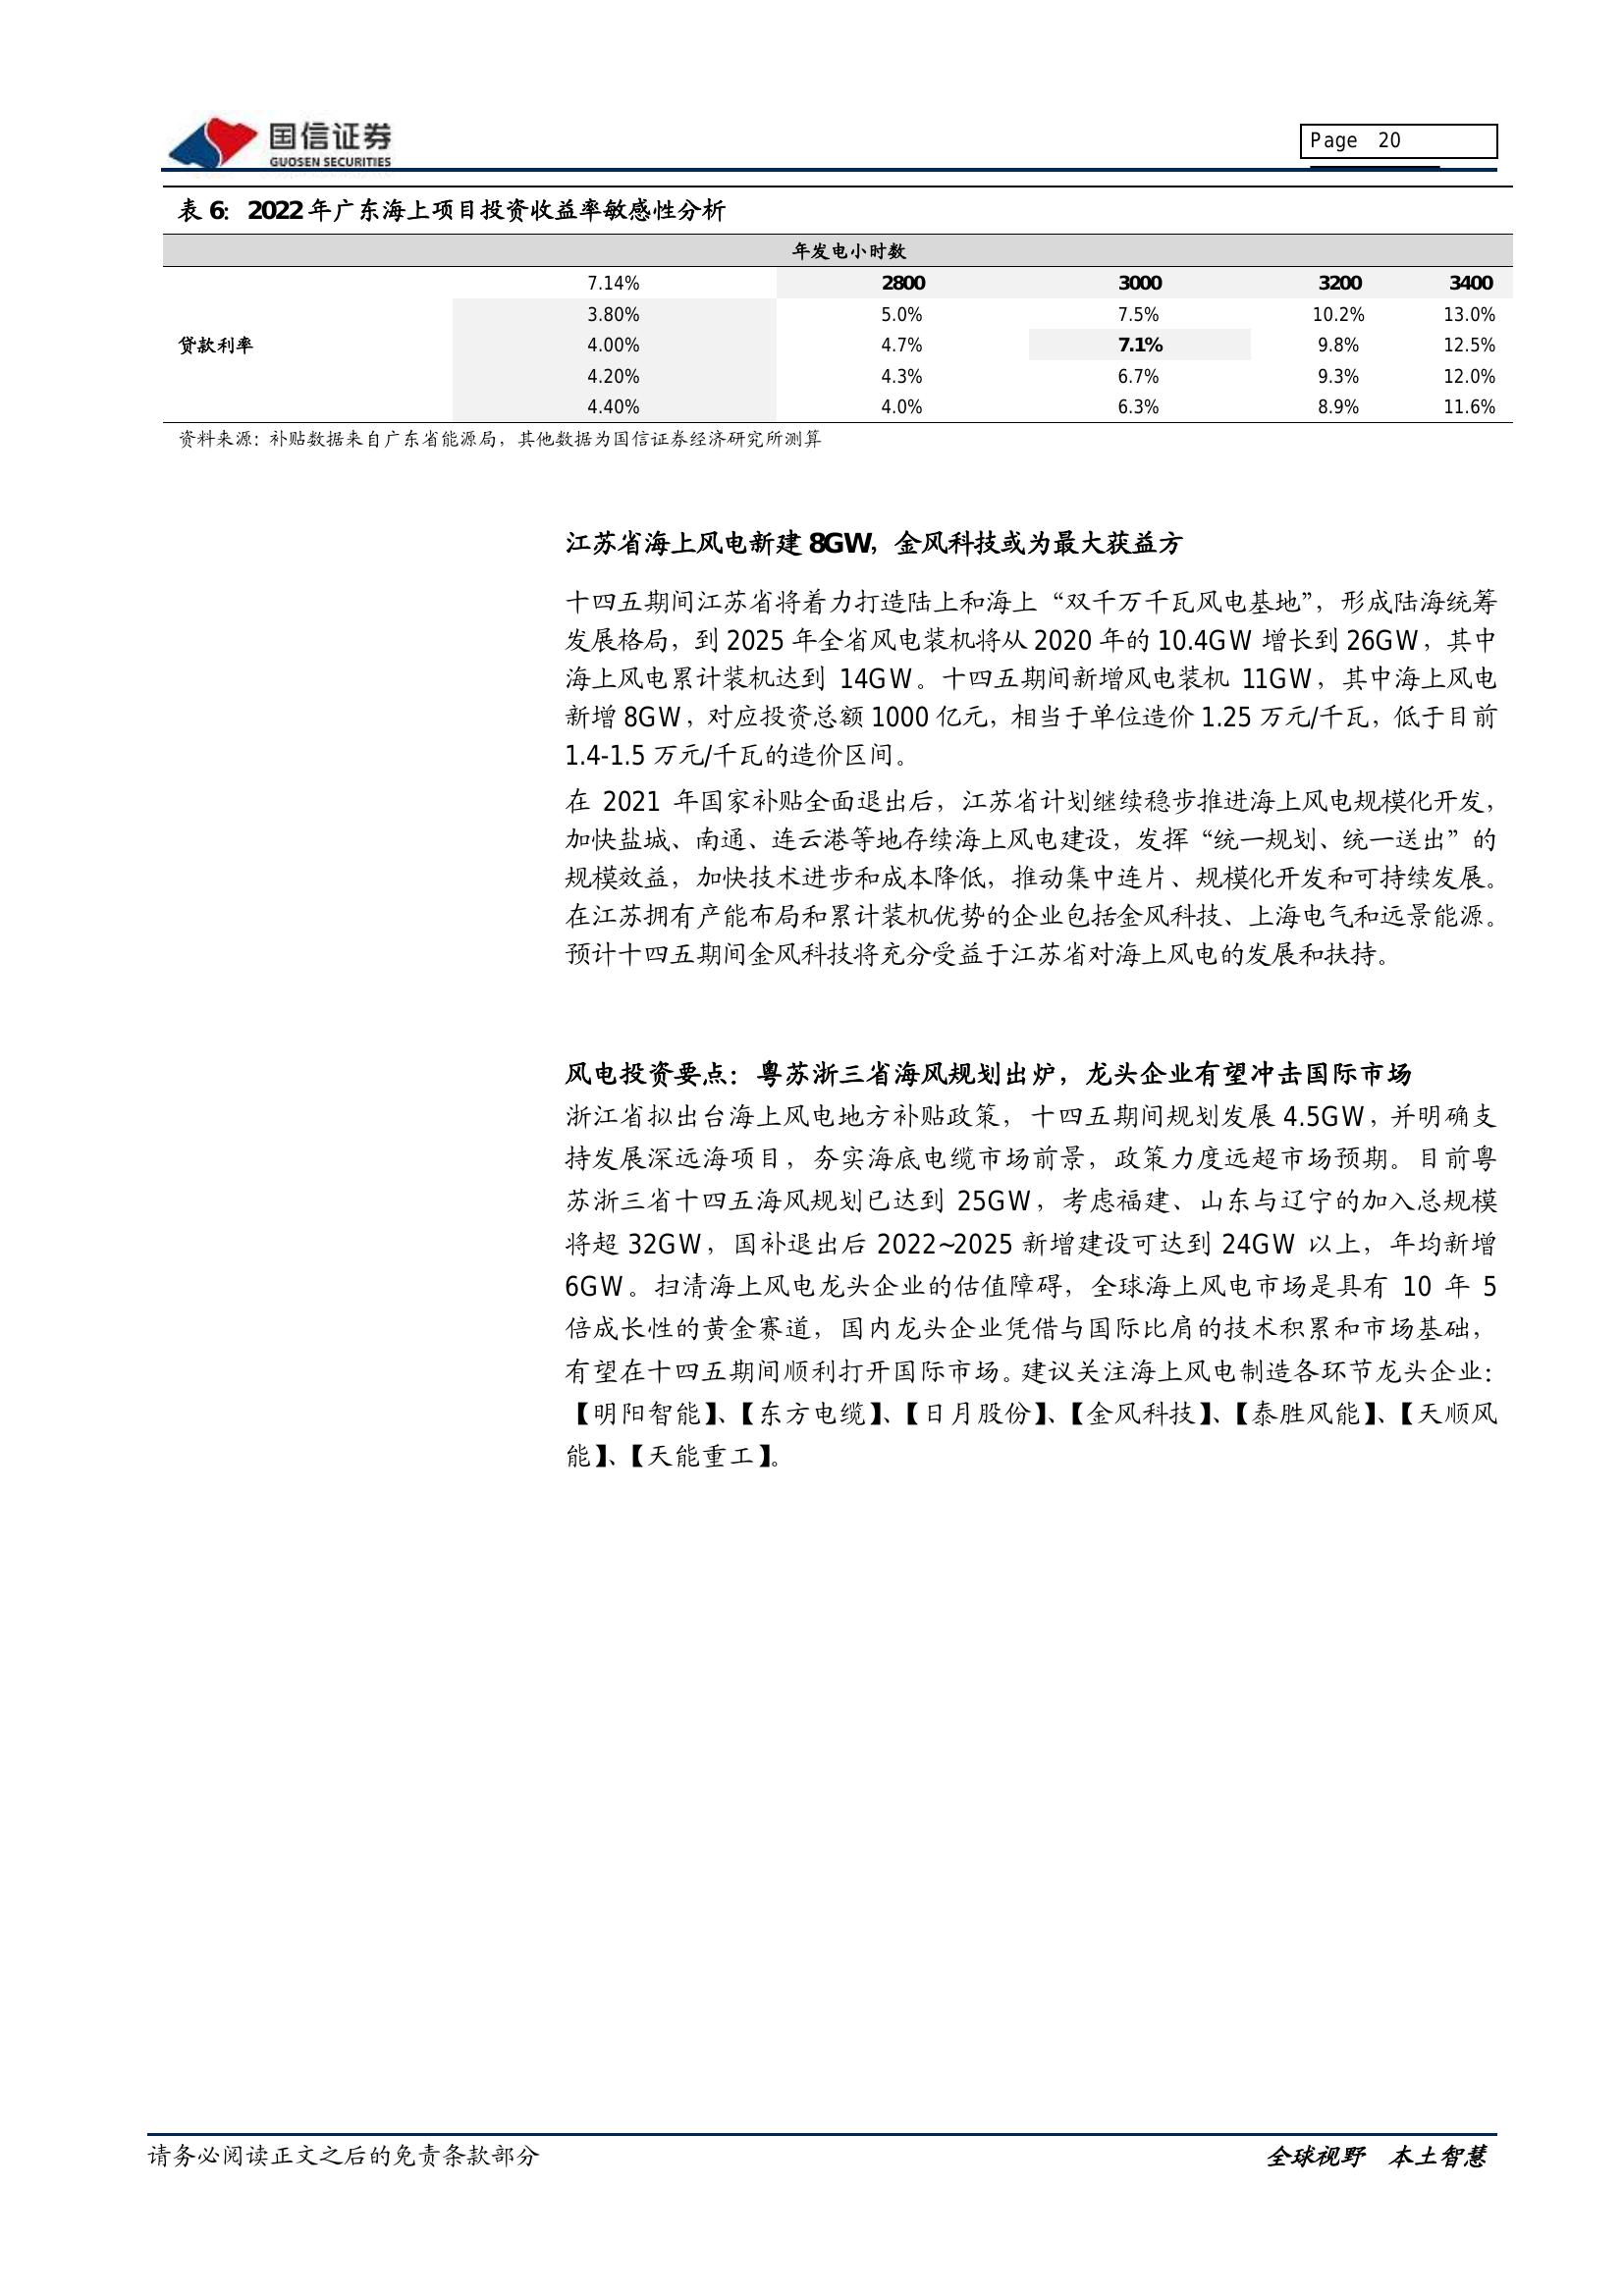 国信证券
GUOSEN SECURITIES
Page 20
表 6：2022 年广东海上项目投资收益率敏感性分析
年发电小时数
7.14% 2800 3000 3200 3400
3.80% 5.0% 7.5% 10.2% 13.0%
贷款利率 4.00% 4.7% 7.1% 9.8% 12.5%
4.20% 4.3% 6.7% 9.3% 12.0%
4.40% 4.0% 6.3% 8.9% 11.6%
资料来源：补贴数据来自广东省能源局，其他数据为国信证券经济研究所测算
江苏省海上风电新建 8GW，金风科技或为最大获益方
十四五期间江苏省将着力打造陆上和海上“双千万千瓦风电基地”，形成陆海统筹
发展格局，到 2025 年全省风电装机将从 2020 年的 10.4GW 增长到 26GW，其中
海上风电累计装机达到 14GW。十四五期间新增风电装机 11GW，其中海上风电
新增 8GW，对应投资总额 1000 亿元，相当于单位造价 1.25 万元/千瓦，低于目前
1.4-1.5 万元/千瓦的造价区间。
在 2021 年国家补贴全面退出后，江苏省计划继续稳步推进海上风电规模化开发，
加快盐城、南通、连云港等地存续海上风电建设，发挥“统一规划、统一送出”的
规模效益，加快技术进步和成本降低，推动集中连片、规模化开发和可持续发展。
在江苏拥有产能布局和累计装机优势的企业包括金风科技、上海电气和远景能源。
预计十四五期间金风科技将充分受益于江苏省对海上风电的发展和扶持。
风电投资要点：粤苏浙三省海风规划出炉，龙头企业有望冲击国际市场
浙江省拟出台海上风电地方补贴政策，十四五期间规划发展 4.5GW，并明确支
持发展深远海项目，夯实海底电缆市场前景，政策力度远超市场预期。目前粤
苏浙三省十四五海风规划已达到 25GW，考虑福建、山东与辽宁的加入总规模
将超 32GW，国补退出后 2022~2025 新增建设可达到 24GW 以上，年均新增
6GW。扫清海上风电龙头企业的估值障碍，全球海上风电市场是具有 10 年 5
倍成长性的黄金赛道，国内龙头企业凭借与国际比肩的技术积累和市场基础，
有望在十四五期间顺利打开国际市场。建议关注海上风电制造各环节龙头企业：
【明阳智能】、【东方电缆】、【日月股份】、【金风科技】、【泰胜风能】、【天顺风
能】、【天能重工】。
请务必阅读正文之后的免责条款部分
全球视野 本土智慧